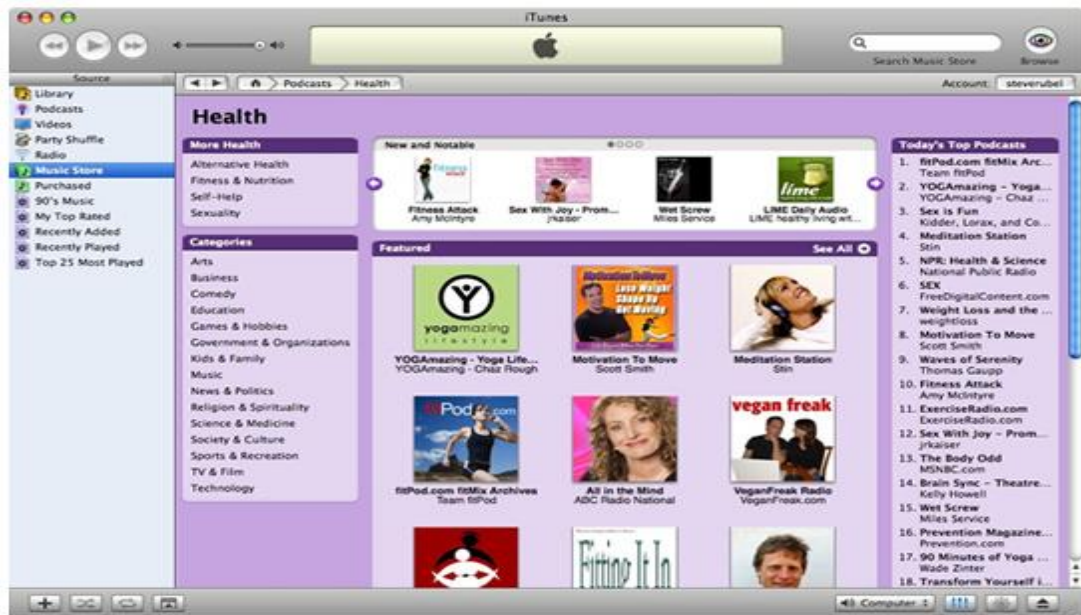 iTunes
Search Music Store
Browse
Source
Library
Podcasts
Videos
Party Shuffle
Radio
Music Store
Purchased
90's Music
My Top Rated
Recently Added
Recently Played
Top 25 Most Played
Podcasts
Health
Account:
steverubel
Health
More Health
Alternative Health
Fitness & Nutrition
Self-Help
Sexuality
Categories
Arts
Business
Comedy
Education
Games & Hobbies
Government & Organizations
Kids & Family
Music
News & Politics
Religion & Spirituality
Science & Medicine
Society & Culture
Sports & Recreation
TV & Film
Technology
New and Notable
fitness
lime
Fitness Attack
Amy McIntyre
Sex With Joy - Prom...
jrkaiser
Wet Screw
Miles Service
LIME Daily Audio
LIME healthy living wit...
Featured
See All
yogamazing
lifestyle
Motivation To Move
Lose Weight
Shape Up
Get Moving
YOGAmazing - Yoga Life...
YOGAmazing - Chaz Rough
Motivation To Move
Scott Smith
Meditation Station
Stin
fitPod.com
vegan freak
fitPod.com fitMix Archives
Team fitPod
All in the Mind
ABC Radio National
VeganFreak Radio
VeganFreak.com
Fitting It In
Today's Top Podcasts
1. fitPod.com fitMix Arc...
Team fitPod
2. YOGAmazing - Yoga...
YOGAmazing - Chaz ...
3. Sex is Fun
Kidder, Lorax, and Co...
4. Meditation Station
Stin
5. NPR: Health & Science
National Public Radio
6. SEX
FreeDigitalContent.com
7. Weight Loss and the ...
weightloss
8. Motivation To Move
Scott Smith
9. Waves of Serenity
Thomas Gaupp
10. Fitness Attack
Amy McIntyre
11. ExerciseRadio.com
ExerciseRadio.com
12. Sex With Joy - Prom...
jrkaiser
13. The Body Odd
MSNBC.com
14. Brain Sync - Theatre...
Kelly Howell
15. Wet Screw
Miles Service
16. Prevention Magazine...
Prevention.com
17. 90 Minutes of Yoga ...
Wade Zinter
18. Transform Yourself i...
Computer